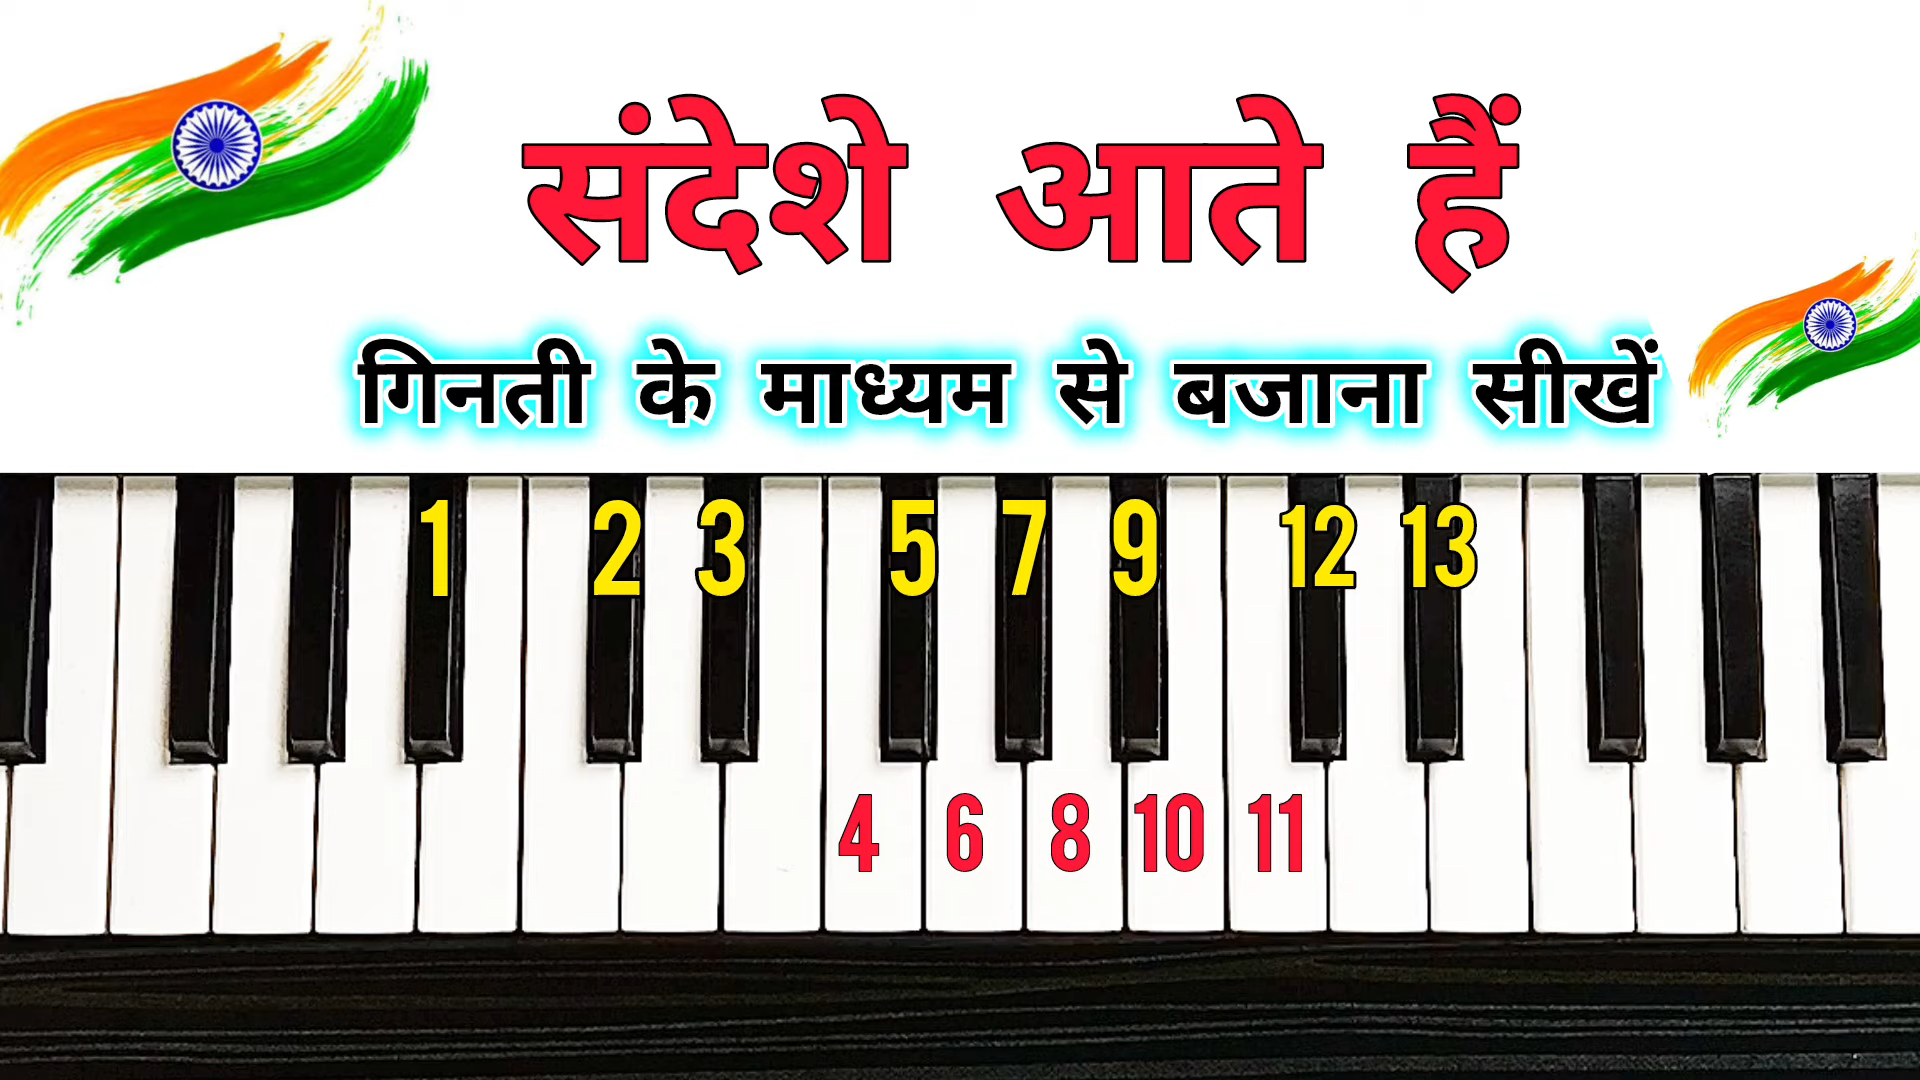 संदेशे आते हैं
गिनती के माध्यम से बजाना सीखें
1 2 3 5 7 9 12 13
4 6 8 10 11